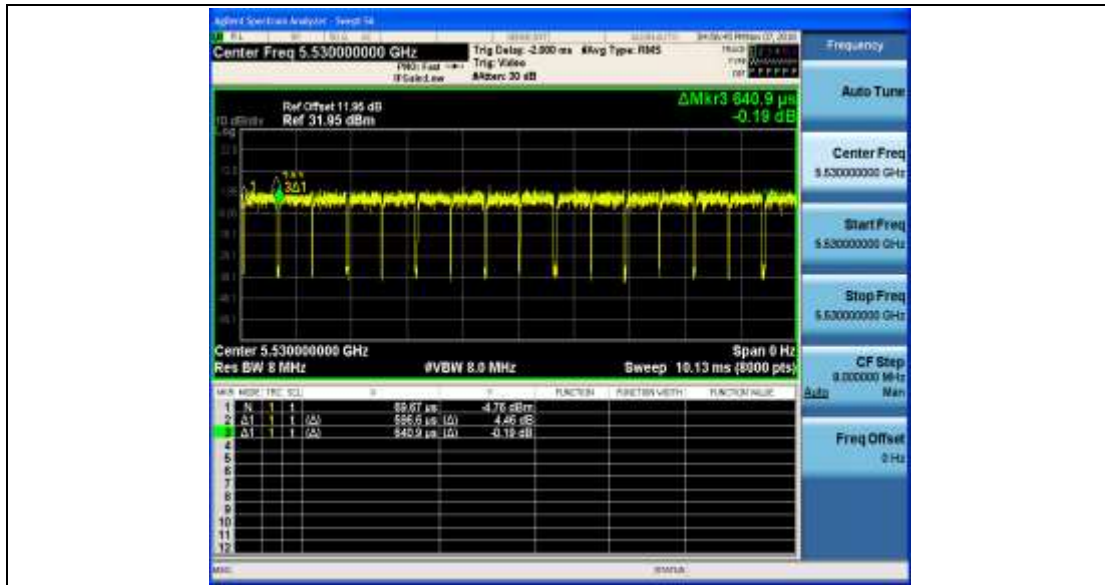 Agilent Spectrum Analyzer - Swept SA
Center Freq 5.530000000 GHz
PNO: Fast
IFGain:Low
Trig Delay: -2.000 ms #Avg Type: RMS
Trig: Video
#Atten: 30 dB
Frequency
Auto Tune
Ref Offset 11.95 dB
10 dB/div Ref 31.95 dBm
Log
ΔMkr3 640.9 µs
-0.19 dB
1
3Δ1
Center Freq
5.530000000 GHz
Start Freq
5.530000000 GHz
Stop Freq
5.530000000 GHz
Center 5.530000000 GHz
Res BW 8 MHz
#VBW 8.0 MHz
Span 0 Hz
Sweep 10.13 ms (8000 pts)
CF Step
8.000000 MHz
Auto Man
Freq Offset
0 Hz
MKR MODE TRC SCL X Y FUNCTION FUNCTION WIDTH FUNCTION VALUE
1 N 1 t 69.67 µs -4.76 dBm
2 Δ1 1 t (Δ) 596.6 µs (Δ) 4.46 dB
3 Δ1 1 t (Δ) 640.9 µs (Δ) -0.19 dB
4
5
6
7
8
9
10
11
12
MSG
STATUS